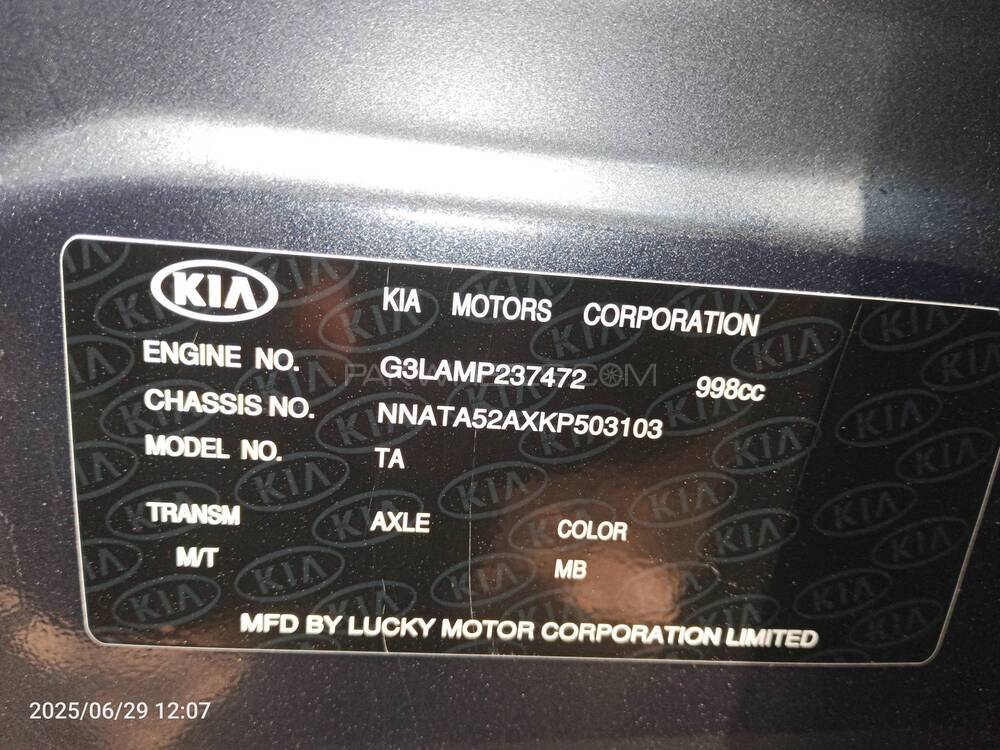 KIA
KIA MOTORS CORPORATION
ENGINE NO. G3LAMP237472 998cc
CHASSIS NO. NNATA52AXKP503103
MODEL NO. TA
TRANSM AXLE COLOR
M/T MB
MFD BY LUCKY MOTOR CORPORATION LIMITED
2025/06/29 12:07